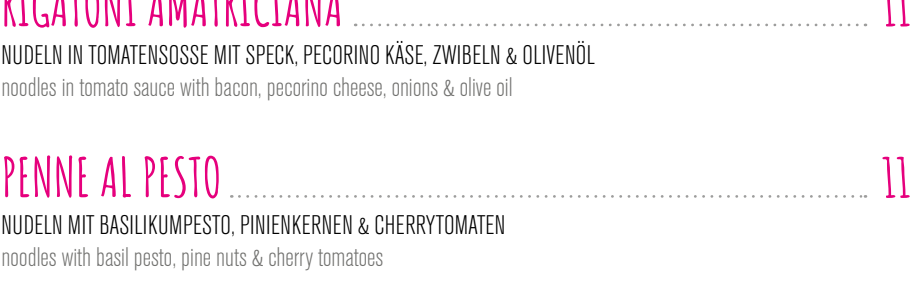 RIGATONI AMATRICIANA 11
NUDELN IN TOMATENSOSSE MIT SPECK, PECORINO KÄSE, ZWIBELN & OLIVENÖL
noodles in tomato sauce with bacon, pecorino cheese, onions & olive oil
PENNE AL PESTO 11
NUDELN MIT BASILIKUMPESTO, PINIENKERNEN & CHERRYTOMATEN
noodles with basil pesto, pine nuts & cherry tomatoes